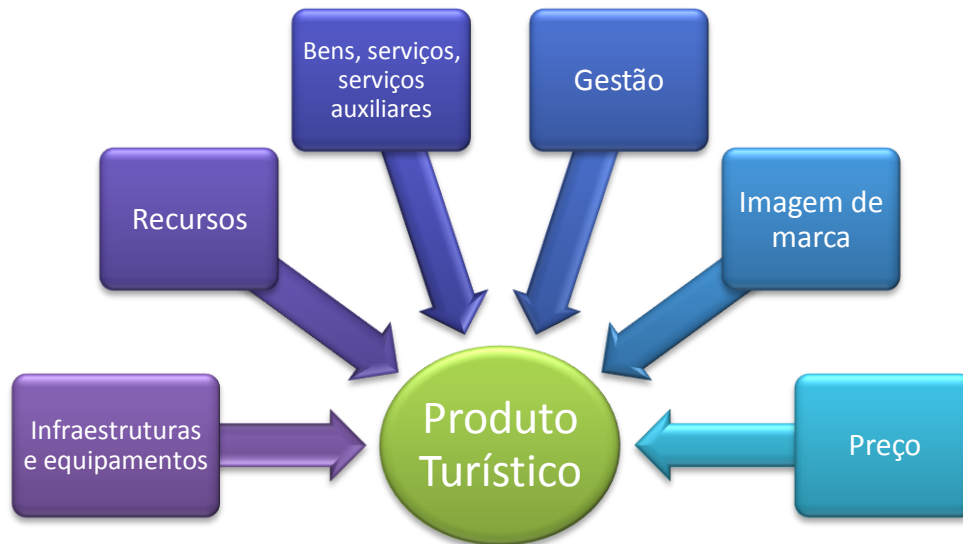 Bens, serviços,
serviços
auxiliares
Gestão
Recursos
Imagem de
marca
Infraestruturas
e equipamentos
Produto
Turístico
Preço